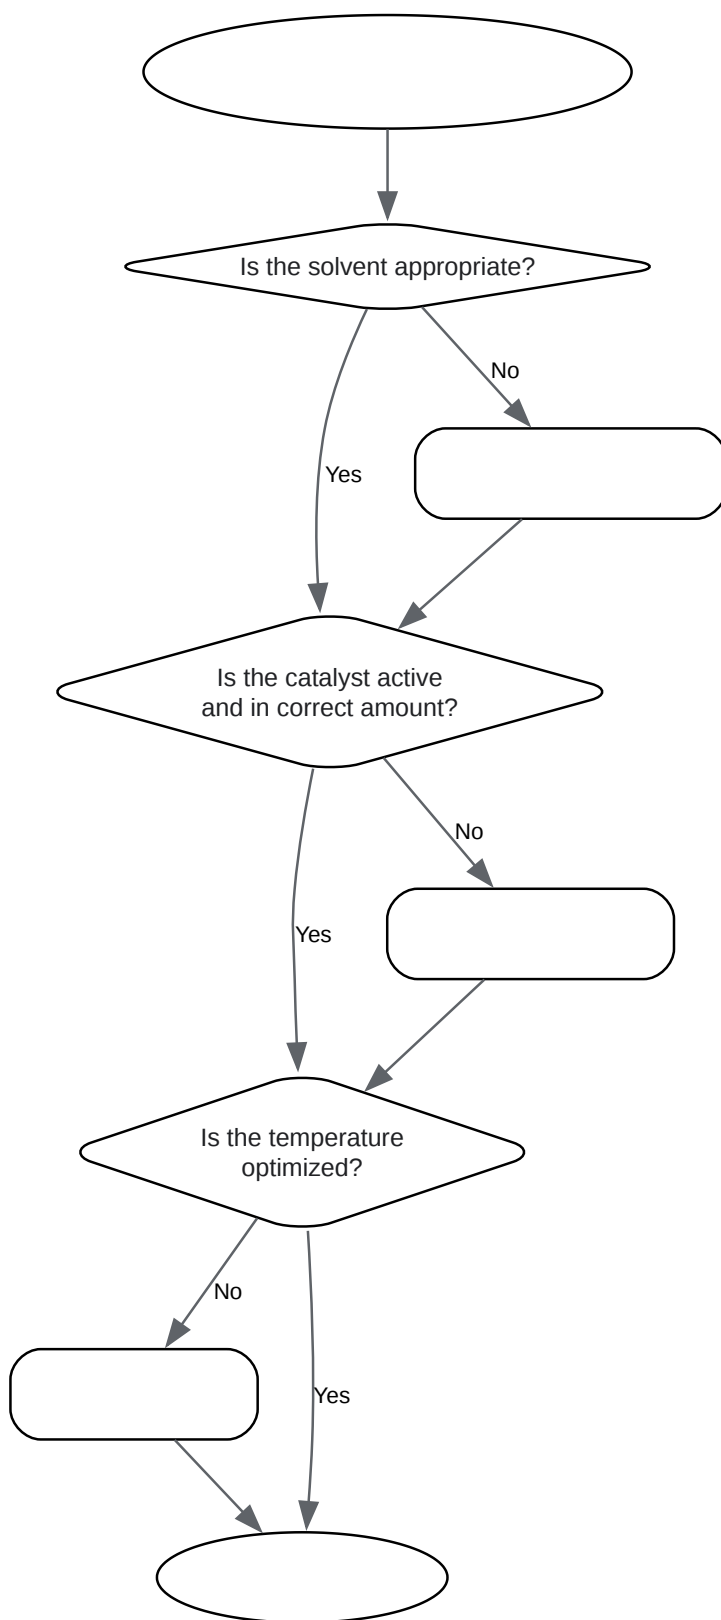 Is the solvent appropriate?
No
Yes
Is the catalyst active
and in correct amount?
No
Yes
Is the temperature
optimized?
No
Yes